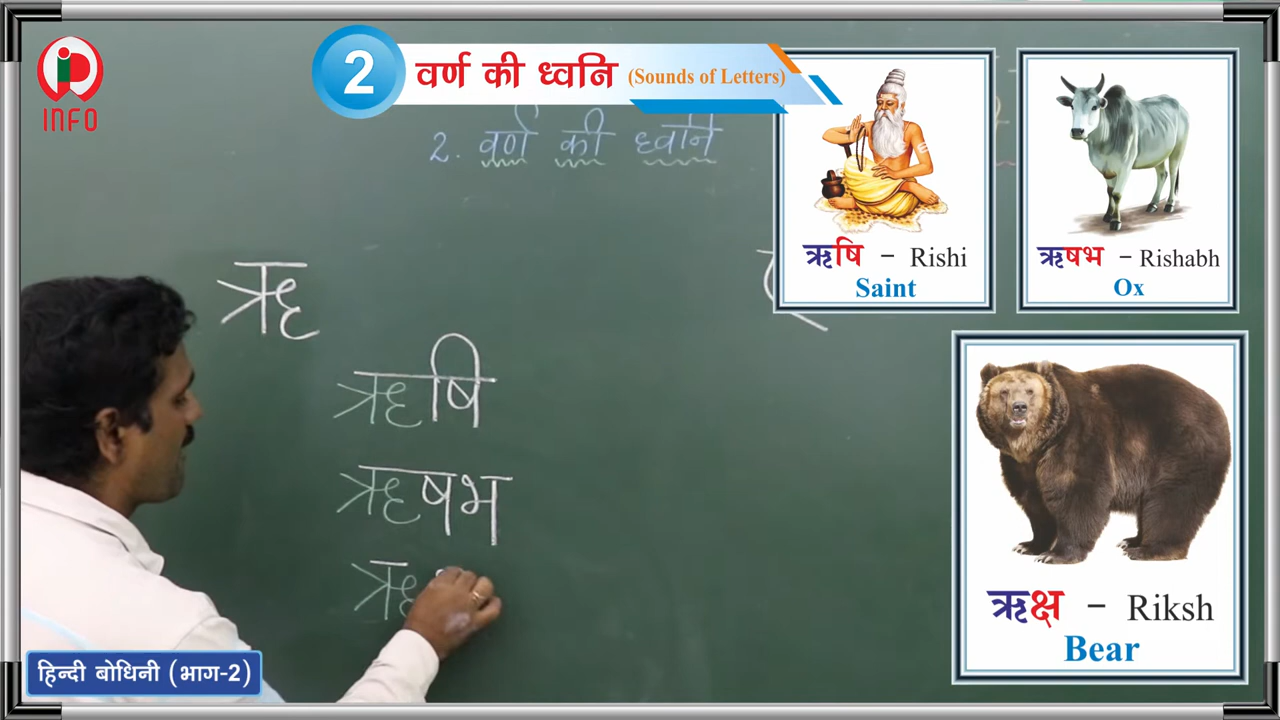 INFO
2 वर्ण की ध्वनि (Sounds of Letters)
2. वर्ण की ध्वनि
ऋ
ऋषि
ऋषभ
ऋ
ऋषि – Rishi
Saint
ऋषभ – Rishabh
Ox
ऋक्ष – Riksh
Bear
हिन्दी बोधिनी (भाग-2)